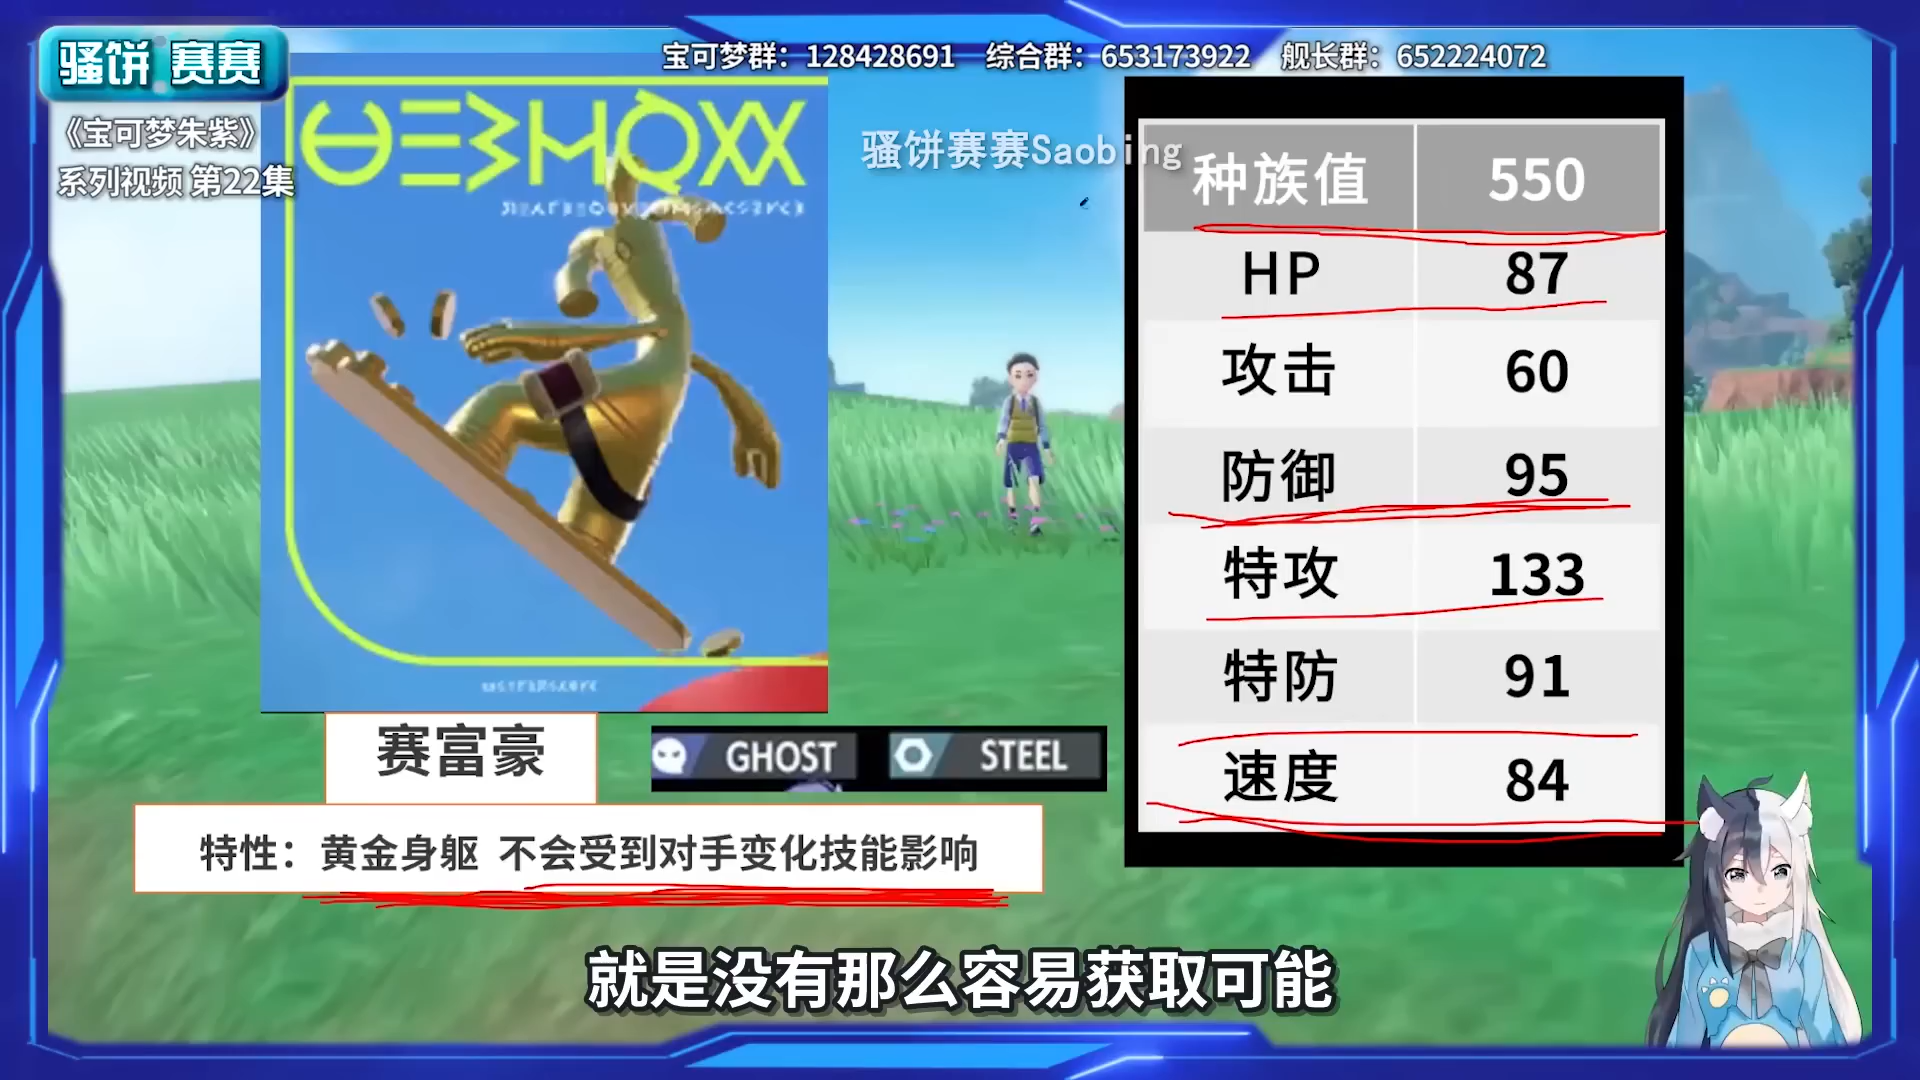 骚饼 赛赛
宝可梦群：128428691 综合群：653173922 舰长群：652224072
《宝可梦朱紫》
系列视频 第22集
骚饼赛赛Saobing
种族值 550
HP 87
攻击 60
防御 95
特攻 133
特防 91
速度 84
赛富豪
GHOST STEEL
特性：黄金身躯 不会受到对手变化技能影响
就是没有那么容易获取可能